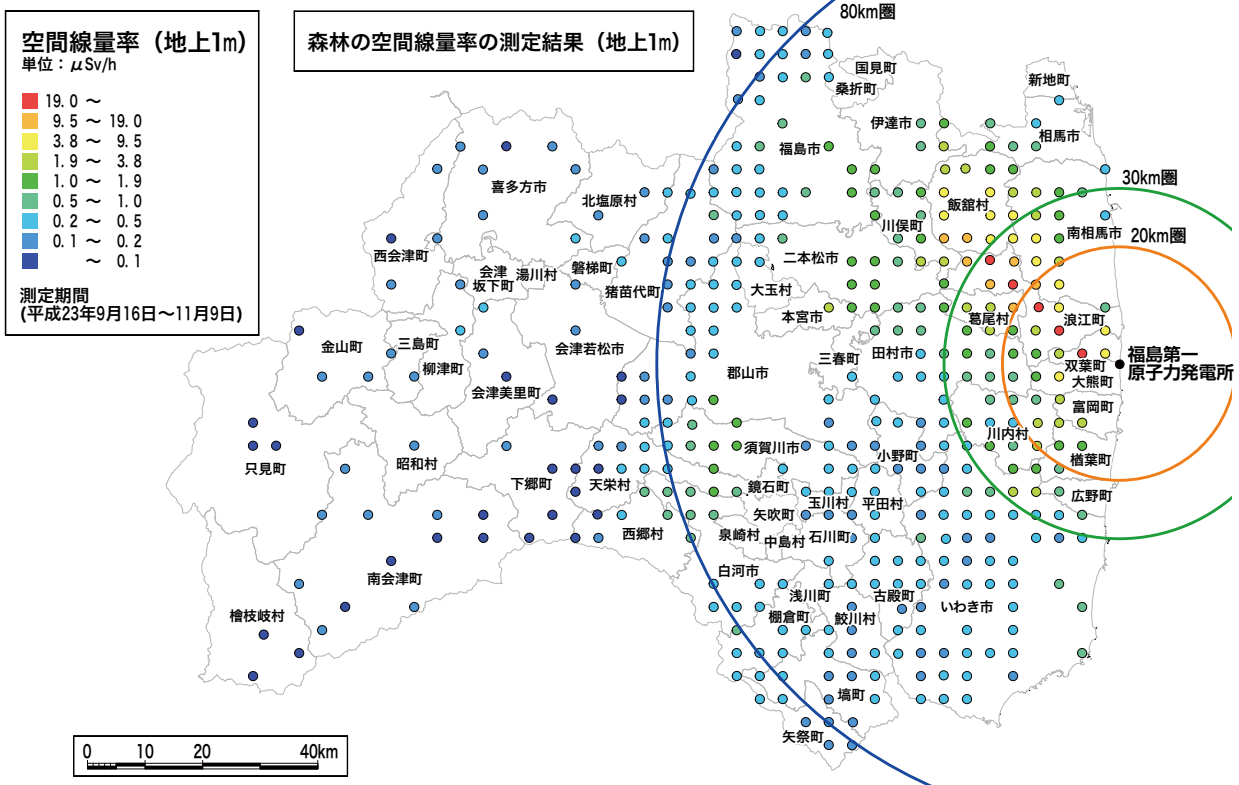 空間線量率（地上1m）
単位：μSv/h
19.0 ～
9.5 ～ 19.0
3.8 ～ 9.5
1.9 ～ 3.8
1.0 ～ 1.9
0.5 ～ 1.0
0.2 ～ 0.5
0.1 ～ 0.2
～ 0.1
測定期間
(平成23年9月16日～11月9日)
森林の空間線量率の測定結果（地上1m）
80km圏
国見町
桑折町
新地町
伊達市
相馬市
福島市
30km圏
喜多方市
北塩原村
飯舘村
川俣町
南相馬市
20km圏
西会津町
会津
坂下町
湯川村
磐梯町
猪苗代町
二本松市
大玉村
本宮市
葛尾村
浪江町
金山町
三島町
柳津町
会津若松市
会津美里町
郡山市
三春町
田村市
双葉町
大熊町
福島第一
原子力発電所
富岡町
川内村
楢葉町
只見町
昭和村
下郷町
天栄村
須賀川市
小野町
鏡石町
玉川村
平田村
広野町
矢吹町
西郷村
泉崎村
中島村
石川町
南会津町
白河市
浅川町
古殿町
いわき市
檜枝岐村
棚倉町
鮫川村
塙町
矢祭町
0 10 20 40km